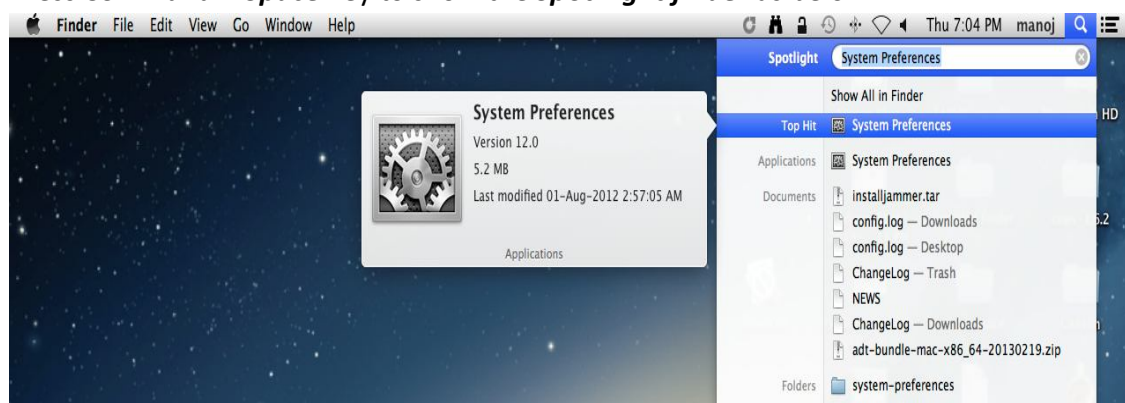 Finder File Edit View Go Window Help Thu 7:04 PM manoj
Spotlight System Preferences
Show All in Finder
Top Hit System Preferences
Applications System Preferences
Documents installjammer.tar
config.log — Downloads
config.log — Desktop
ChangeLog — Trash
NEWS
ChangeLog — Downloads
adt-bundle-mac-x86_64-20130219.zip
Folders system-preferences
System Preferences
Version 12.0
5.2 MB
Last modified 01-Aug-2012 2:57:05 AM
Applications
HD
5.2